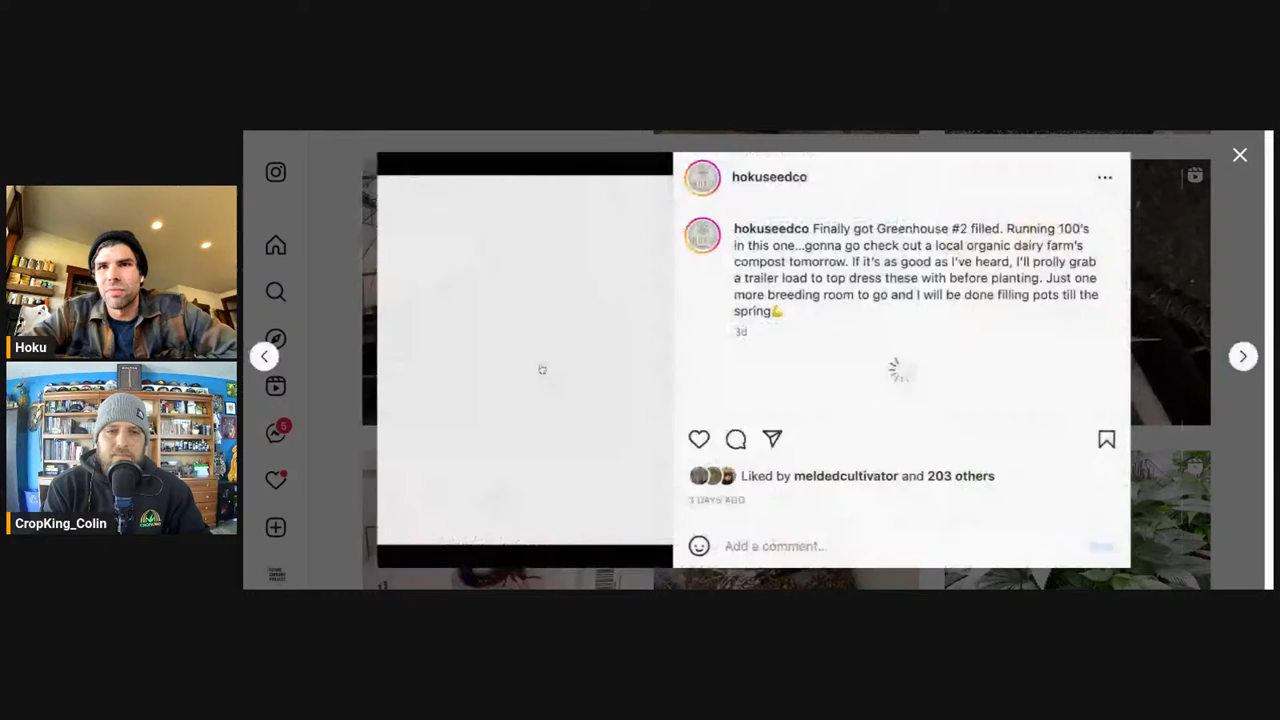 hokuseedco
hokuseedco Finally got Greenhouse #2 filled. Running 100's
in this one...gonna go check out a local organic dairy farm's
compost tomorrow. If it's as good as I've heard, I'll prolly grab
a trailer load to top dress these with before planting. Just one
more breeding room to go and I will be done filling pots till the
spring💪
3d
Liked by meldedcultivator and 203 others
3 DAYS AGO
Add a comment...
5
Hoku
CropKing_Colin